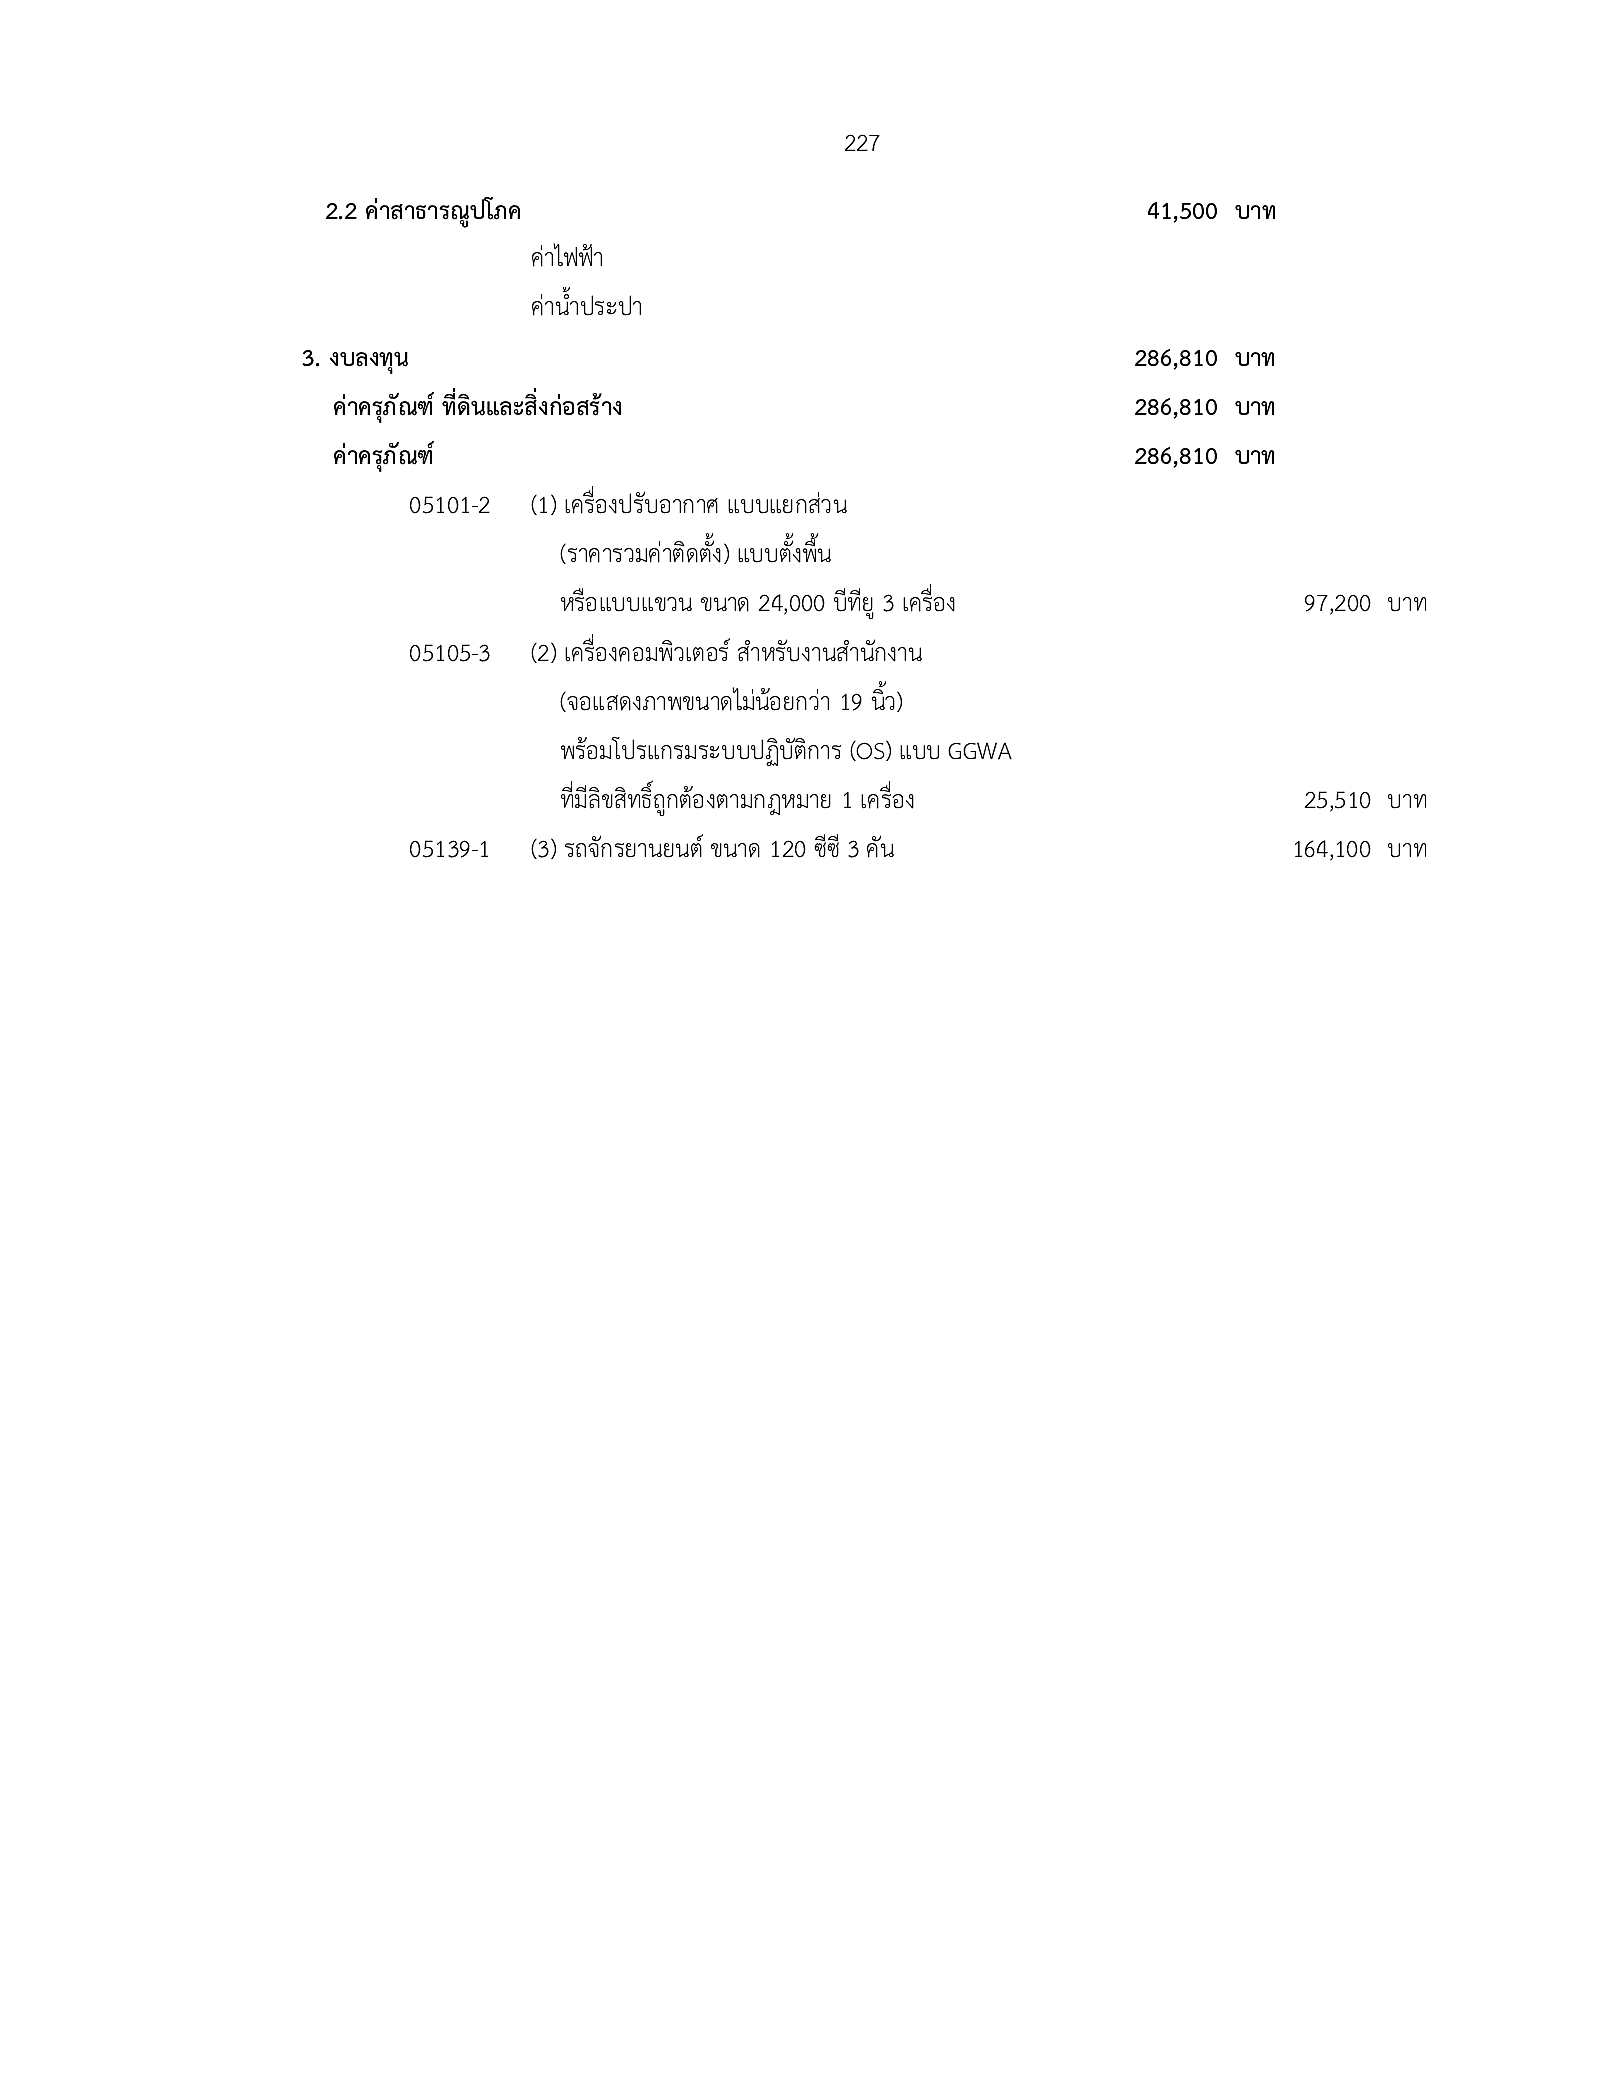 227
2.2 ค่าสาธารณูปโภค 41,500 บาท
ค่าไฟฟ้า
ค่าน้ำประปา
3. งบลงทุน 286,810 บาท
ค่าครุภัณฑ์ ที่ดินและสิ่งก่อสร้าง 286,810 บาท
ค่าครุภัณฑ์ 286,810 บาท
05101-2 (1) เครื่องปรับอากาศ แบบแยกส่วน
(ราคารวมค่าติดตั้ง) แบบตั้งพื้น
หรือแบบแขวน ขนาด 24,000 บีทียู 3 เครื่อง 97,200 บาท
05105-3 (2) เครื่องคอมพิวเตอร์ สำหรับงานสำนักงาน
(จอแสดงภาพขนาดไม่น้อยกว่า 19 นิ้ว)
พร้อมโปรแกรมระบบปฏิบัติการ (OS) แบบ GGWA
ที่มีลิขสิทธิ์ถูกต้องตามกฎหมาย 1 เครื่อง 25,510 บาท
05139-1 (3) รถจักรยานยนต์ ขนาด 120 ซีซี 3 คัน 164,100 บาท